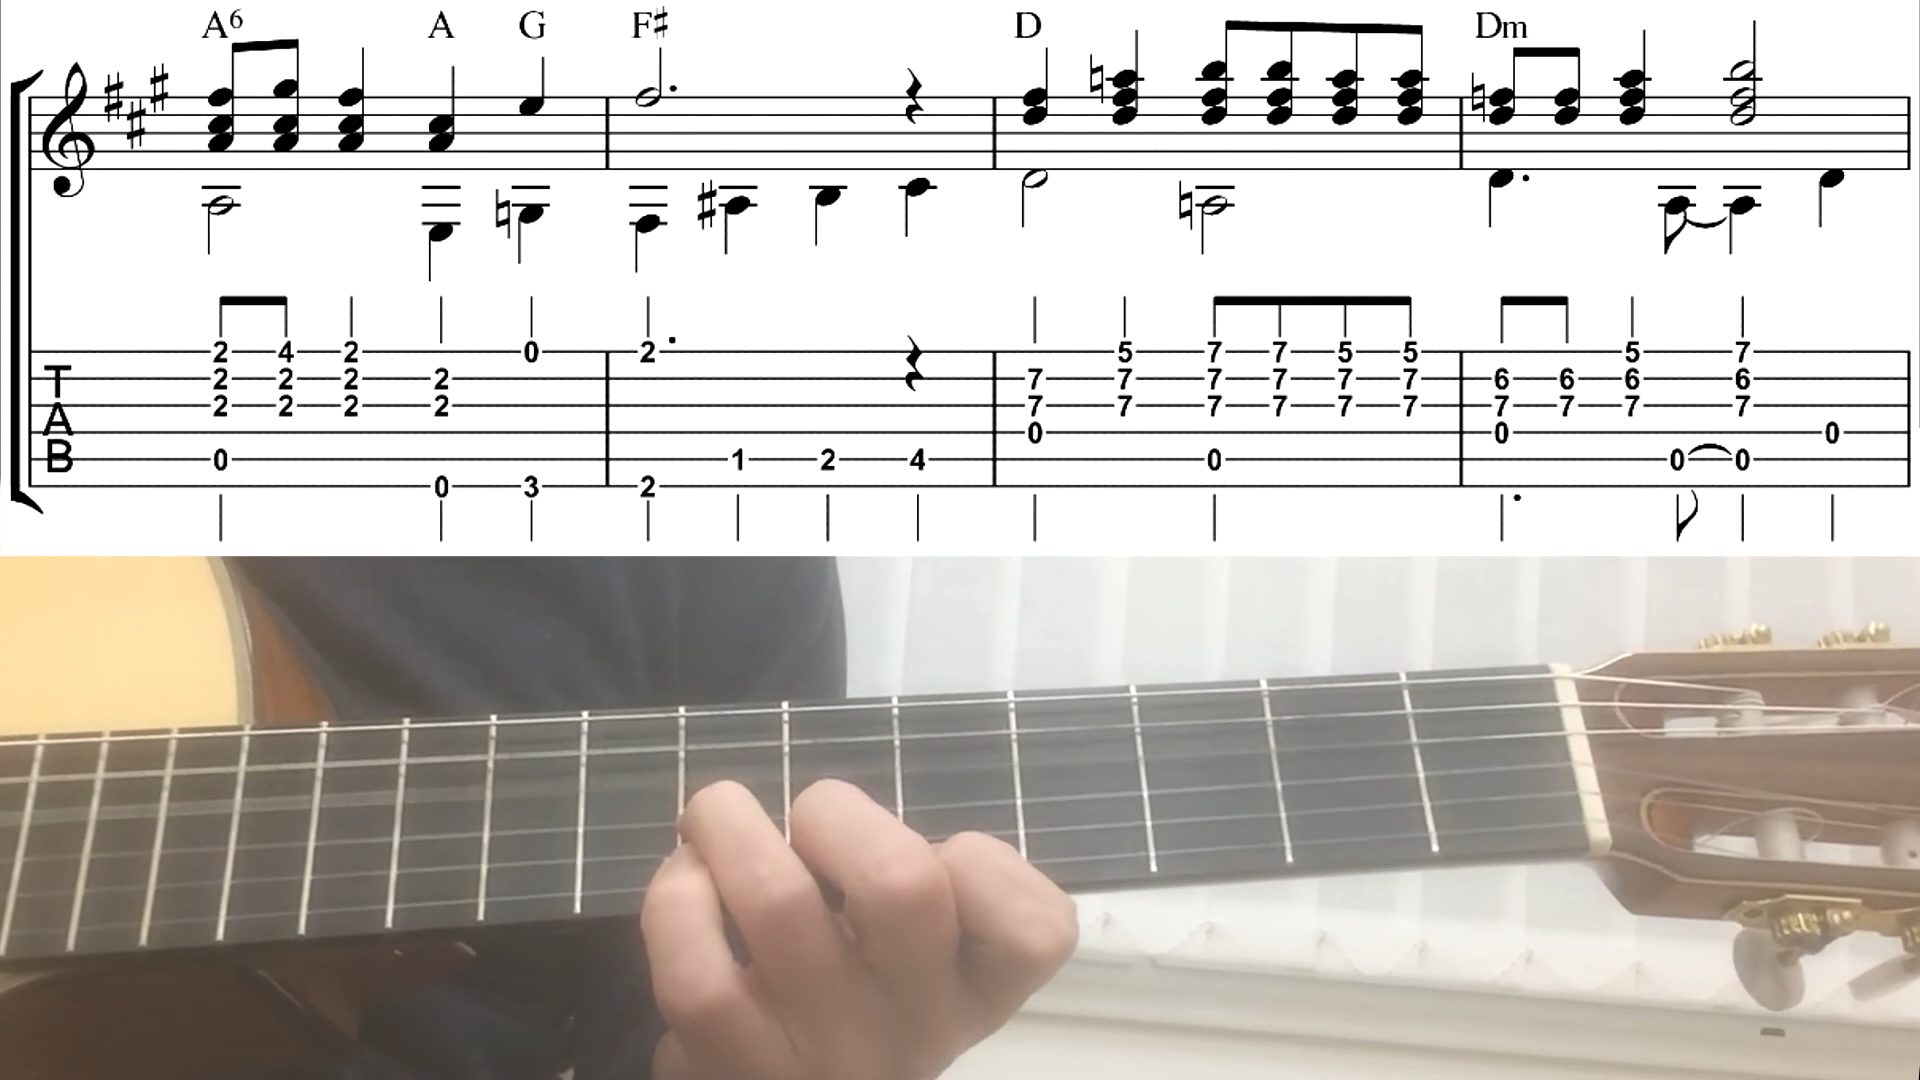 A6 A G F♯ D Dm
2 4 2 0 2 5 7 7 5 5 5 7
T 2 2 2 2 7 7 7 7 7 7 6 6 6 6
A 2 2 2 2 7 7 7 7 7 7 7 7 7 7
0 0 0
B 0 1 2 4 0 0 0
0 3 2